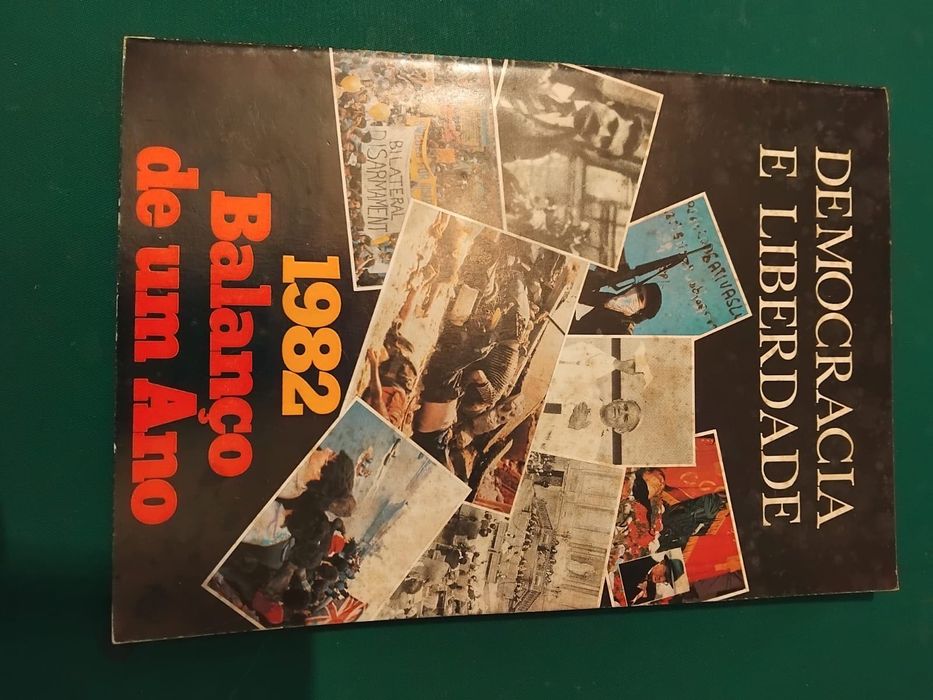 DEMOCRACIA
E LIBERDADE
BILATERAL
DISARMAMENT
1982
Balanço
de um Ano